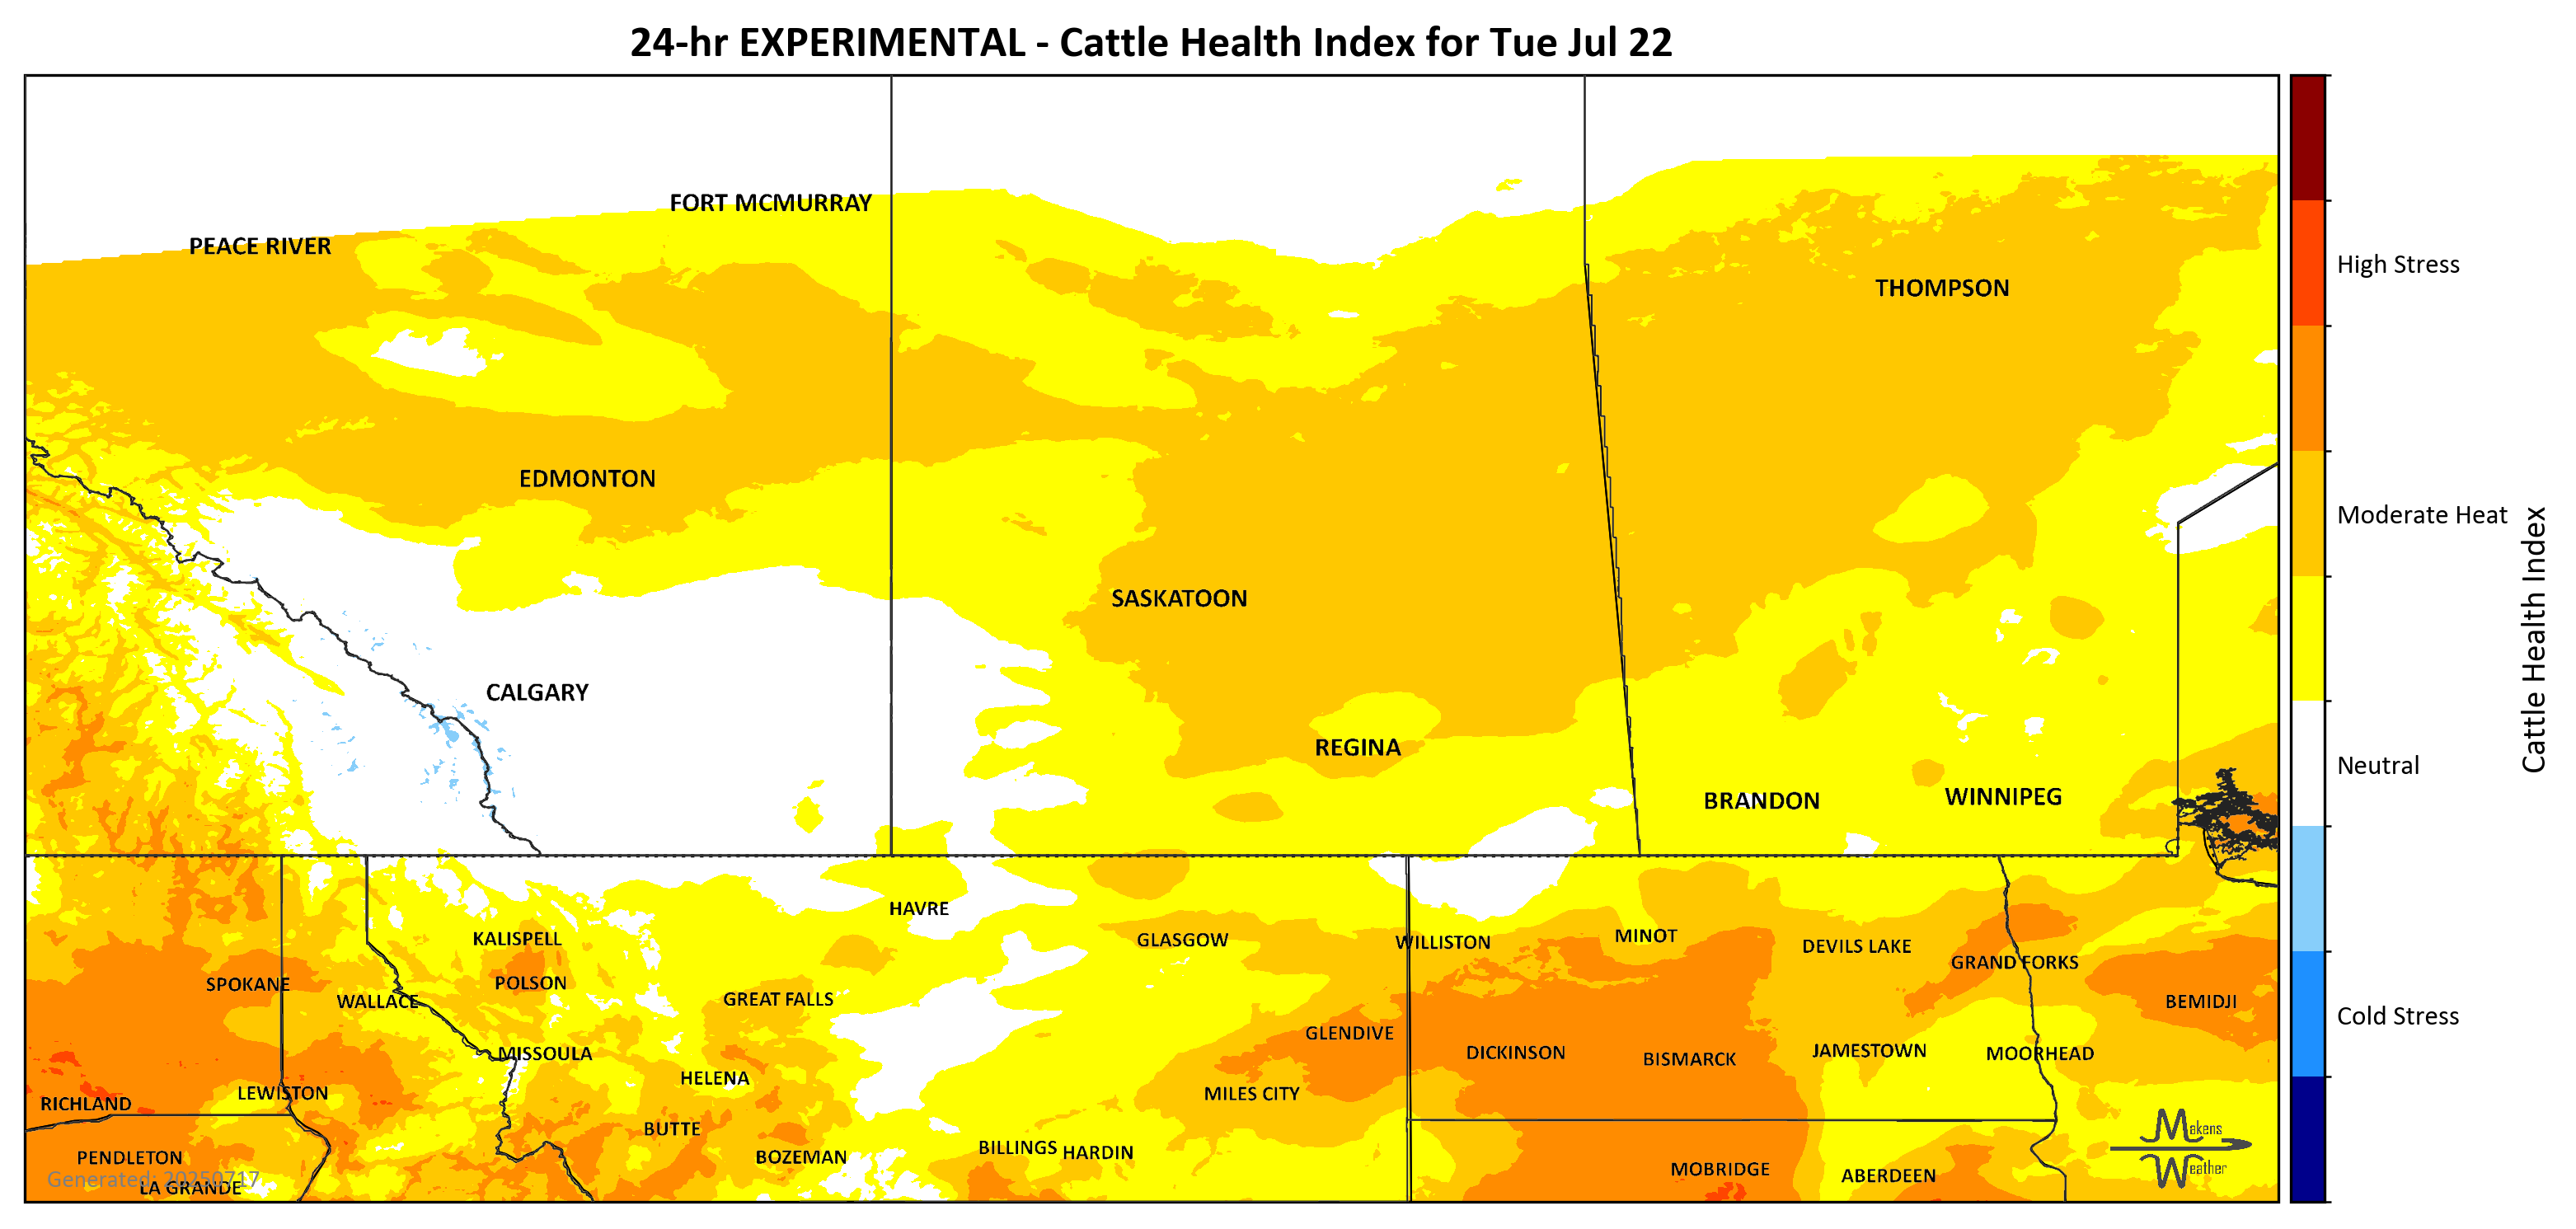 24-hr EXPERIMENTAL - Cattle Health Index for Tue Jul 22
FORT MCMURRAY
PEACE RIVER
THOMPSON
EDMONTON
SASKATOON
CALGARY
REGINA
BRANDON
WINNIPEG
HAVRE
KALISPELL
GLASGOW
WILLISTON
MINOT
DEVILS LAKE
GRAND FORKS
SPOKANE
POLSON
WALLACE
GREAT FALLS
BEMIDJI
GLENDIVE
MISSOULA
DICKINSON
BISMARCK
JAMESTOWN
MOORHEAD
HELENA
LEWISTON
MILES CITY
RICHLAND
BUTTE
BILLINGS
HARDIN
PENDLETON
BOZEMAN
MOBRIDGE
ABERDEEN
Generated: 20250717
LA GRANDE
Makens
Weather
High Stress
Moderate Heat
Neutral
Cold Stress
Cattle Health Index